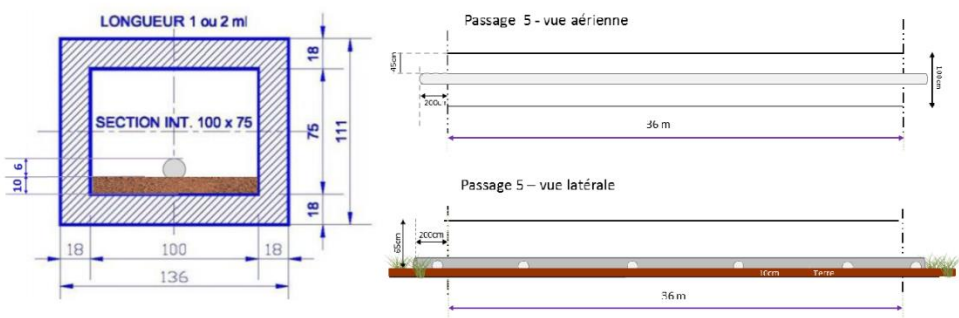 LONGUEUR 1 ou 2 ml
18
SECTION INT. 100 x 75
75
111
6
10
18
18
100
18
136
Passage 5 - vue aérienne
45cm
100cm
36 m
Passage 5 – vue latérale
65cm
200cm
10cm
Terre
36 m